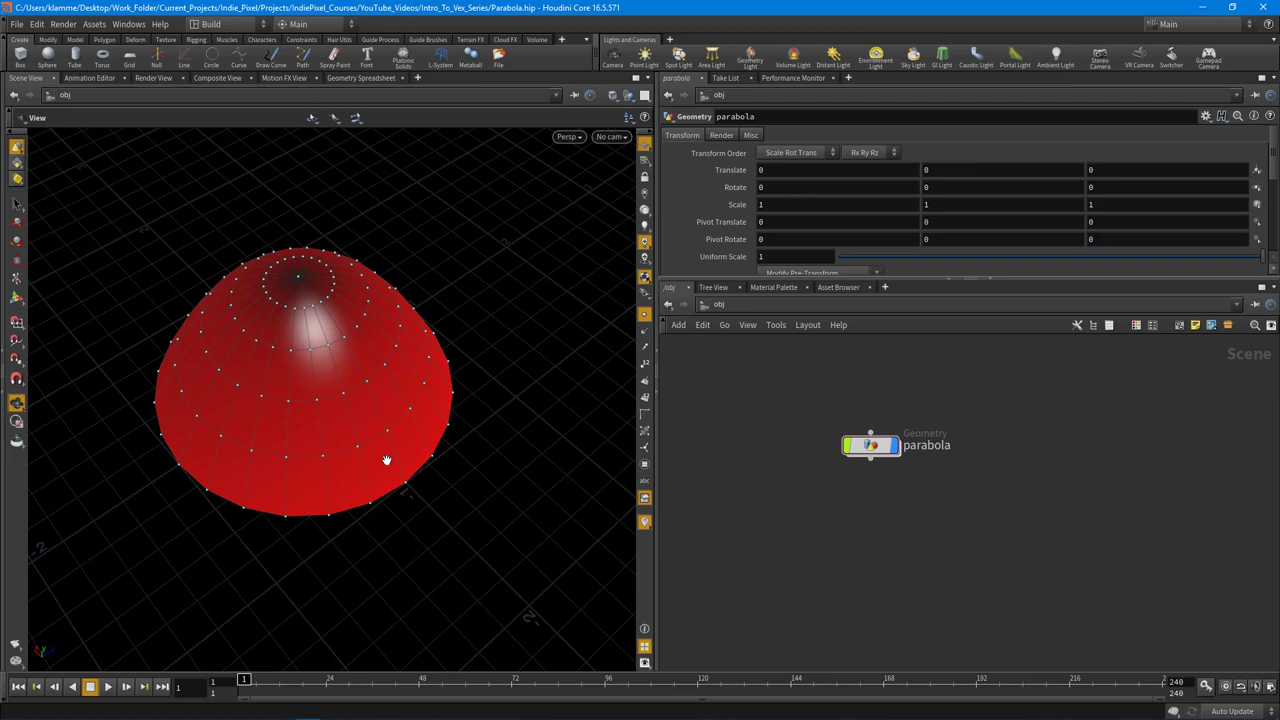 C:/Users/klamme/Desktop/Work_Folder/Current_Projects/Indie_Pixel/Projects/IndiePixel_Courses/YouTube_Videos/Intro_To_Vex_Series/Parabola.hip - Houdini Core 16.5.571
File Edit Render Assets Windows Help Build Main Main
Create Modify Model Polygon Deform Texture Rigging Muscles Characters Constraints Hair Utils Guide Process Guide Brushes Terrain FX Cloud FX Volume Lights and Cameras
Box Sphere Tube Torus Grid Null Line Circle Curve Draw Curve Path Spray Paint Font Platonic Solids L-System Metaball File Camera Point Light Spot Light Area Light Geometry Light Volume Light Distant Light Environment Light Sky Light GI Light Caustic Light Portal Light Ambient Light Stereo Camera VR Camera Switcher Gamepad Camera
Scene View Animation Editor Render View Composite View Motion FX View Geometry Spreadsheet parabola Take List Performance Monitor
obj obj
View Geometry parabola
Persp No cam
Transform Render Misc
Transform Order Scale Rot Trans Rx Ry Rz
Translate 0 0 0
Rotate 0 0 0
Scale 1 1 1
Pivot Translate 0 0 0
Pivot Rotate 0 0 0
Uniform Scale 1
Modify Pre-Transform
/obj Tree View Material Palette Asset Browser
obj
Add Edit Go View Tools Layout Help
Scene
Geometry
parabola
abc
1 1 1 1 24 48 72 96 120 144 168 192 216 240 240
Auto Update